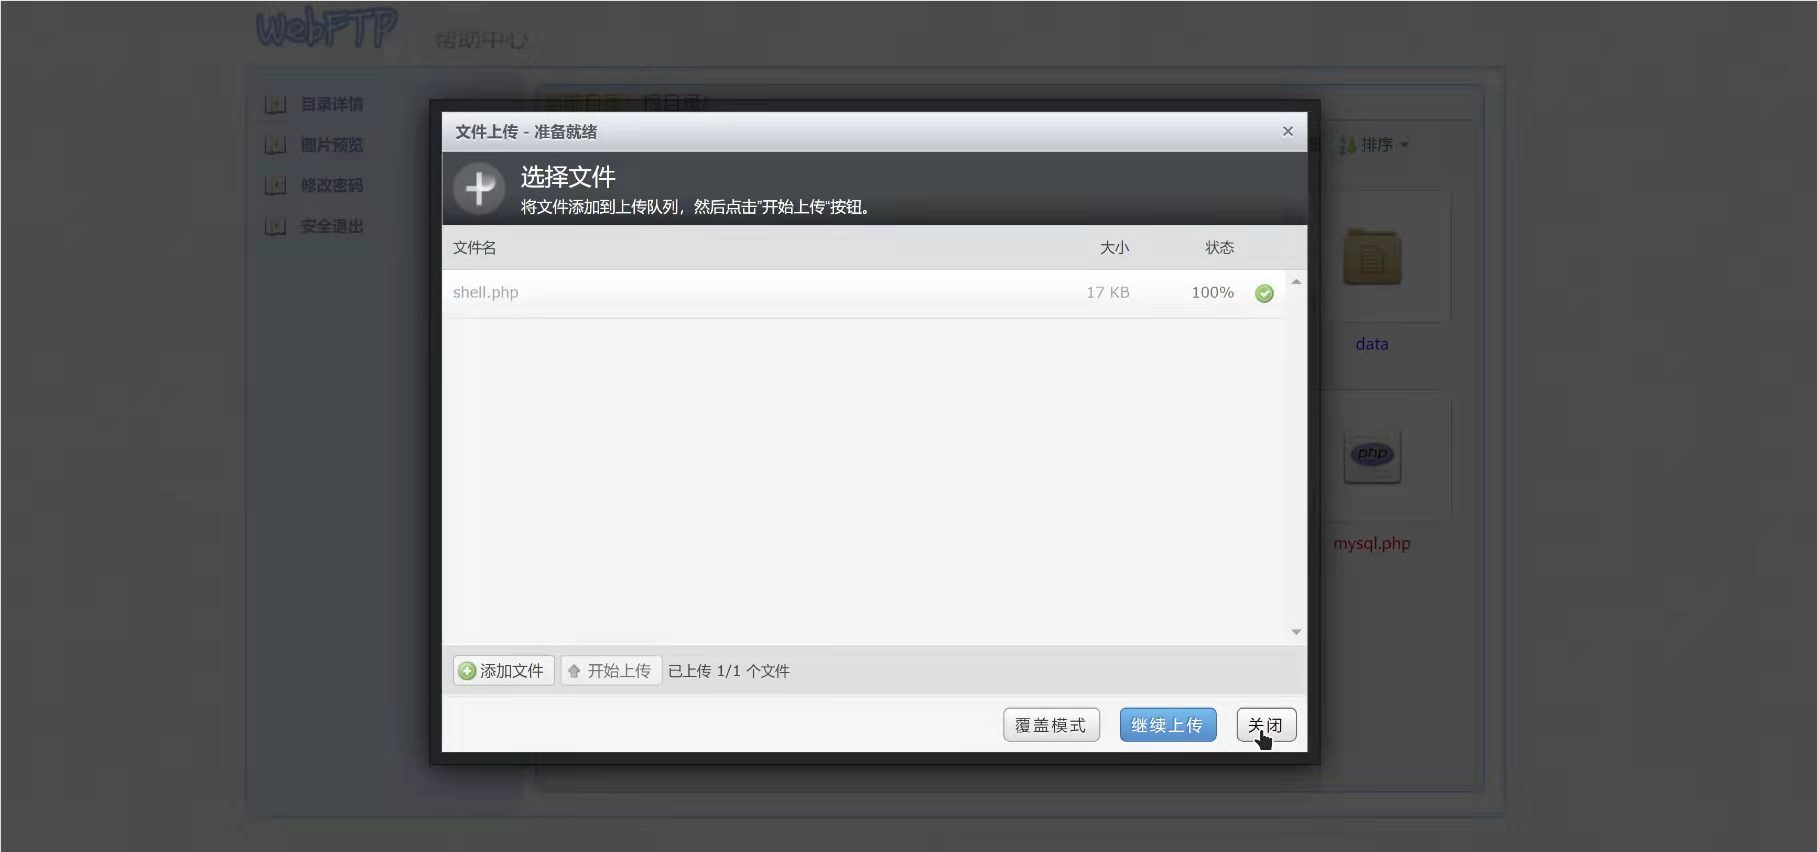 WebFTP
帮助中心
目录详情
图片预览
修改密码
安全退出
当前目录：根目录/
排序
文件上传 - 准备就绪
选择文件
将文件添加到上传队列，然后点击”开始上传“按钮。
文件名 大小 状态
shell.php 17 KB 100%
data
php
mysql.php
添加文件 开始上传 已上传 1/1 个文件
覆盖模式 继续上传 关闭